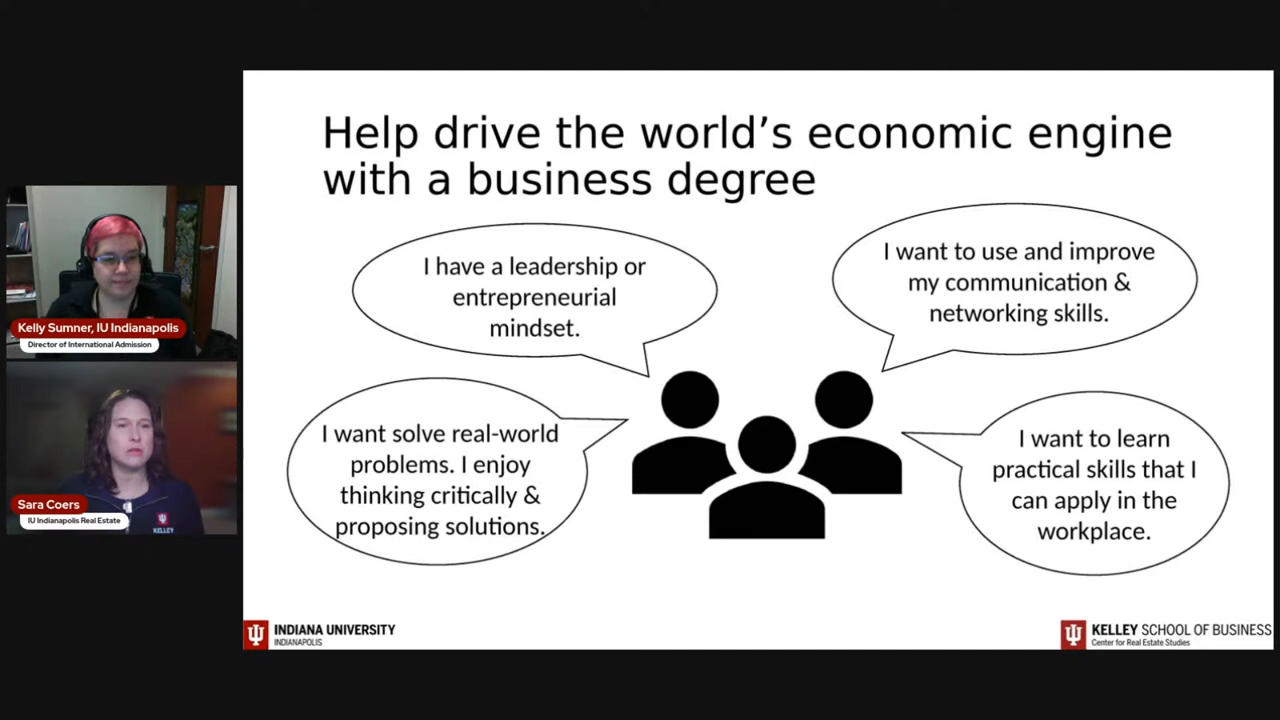 Help drive the world’s economic engine
with a business degree
I have a leadership or
entrepreneurial
mindset.
I want to use and improve
my communication &
networking skills.
I want solve real-world
problems. I enjoy
thinking critically &
proposing solutions.
I want to learn
practical skills that I
can apply in the
workplace.
Kelly Sumner, IU Indianapolis
Director of International Admission
Sara Coers
IU Indianapolis Real Estate
KELLEY
INDIANA UNIVERSITY
INDIANAPOLIS
KELLEY SCHOOL OF BUSINESS
Center for Real Estate Studies